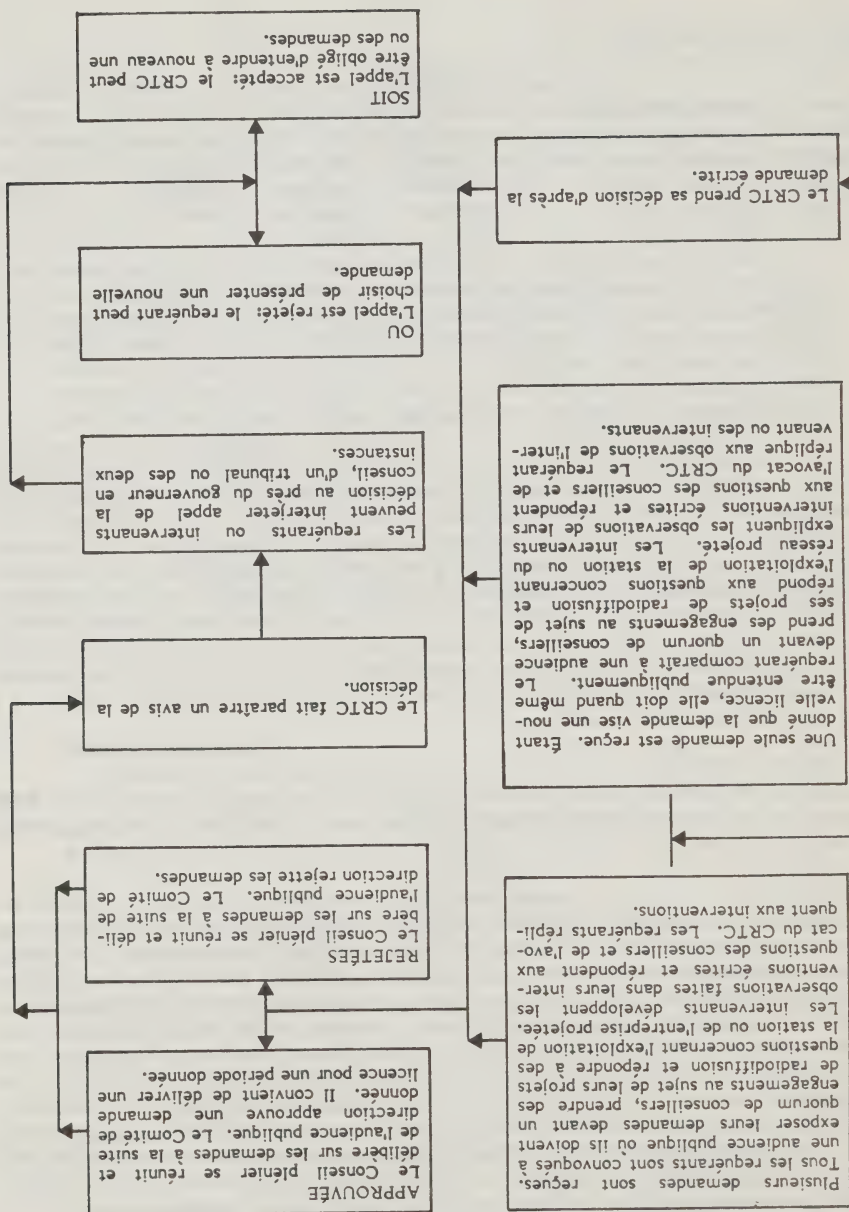 Plusieurs demandes sont reçues.
Tous les requérants sont convoqués à
une audience publique où ils doivent
exposer leurs demandes devant un
quorum de conseillers, prendre des
engagements au sujet de leurs projets
de radiodiffusion et répondre à des
questions concernant l'exploitation de
la station ou de l'entreprise projetée.
Les intervenants développent les
observations faites dans leurs inter-
ventions écrites et répondent aux
questions des conseillers et de l'avo-
cat du CRTC. Les requérants répli-
quent aux interventions.
Une seule demande est reçue. Étant
donné que la demande vise une nou-
velle licence, elle doit quand même
être entendue publiquement. Le
requérant comparaît à une audience
devant un quorum de conseillers,
prend des engagements au sujet de
ses projets de radiodiffusion et
répond aux questions concernant
l'exploitation de la station ou du
réseau projeté. Les intervenants
expliquent les observations de leurs
interventions écrites et répondent
aux questions des conseillers et de
l'avocat du CRTC. Le requérant
réplique aux observations de l'inter-
venant ou des intervenants.
Le CRTC prend sa décision d'après la
demande écrite.
APPROUVÉE
Le Conseil plénier se réunit et
délibère sur les demandes à la suite
de l'audience publique. Le Comité de
direction approuve une demande
donnée. Il convient de délivrer une
licence pour une période donnée.
REJETÉES
Le Conseil plénier se réunit et déli-
bère sur les demandes à la suite de
l'audience publique. Le Comité de
direction rejette les demandes.
Le CRTC fait paraître un avis de la
décision.
Les requérants ou intervenants
peuvent interjeter appel de la
décision au près du gouverneur en
conseil, d'un tribunal ou des deux
instances.
OU
L'appel est rejeté: le requérant peut
choisir de présenter une nouvelle
demande.
SOIT
L'appel est accepté: le CRTC peut
être obligé d'entendre à nouveau une
ou des demandes.